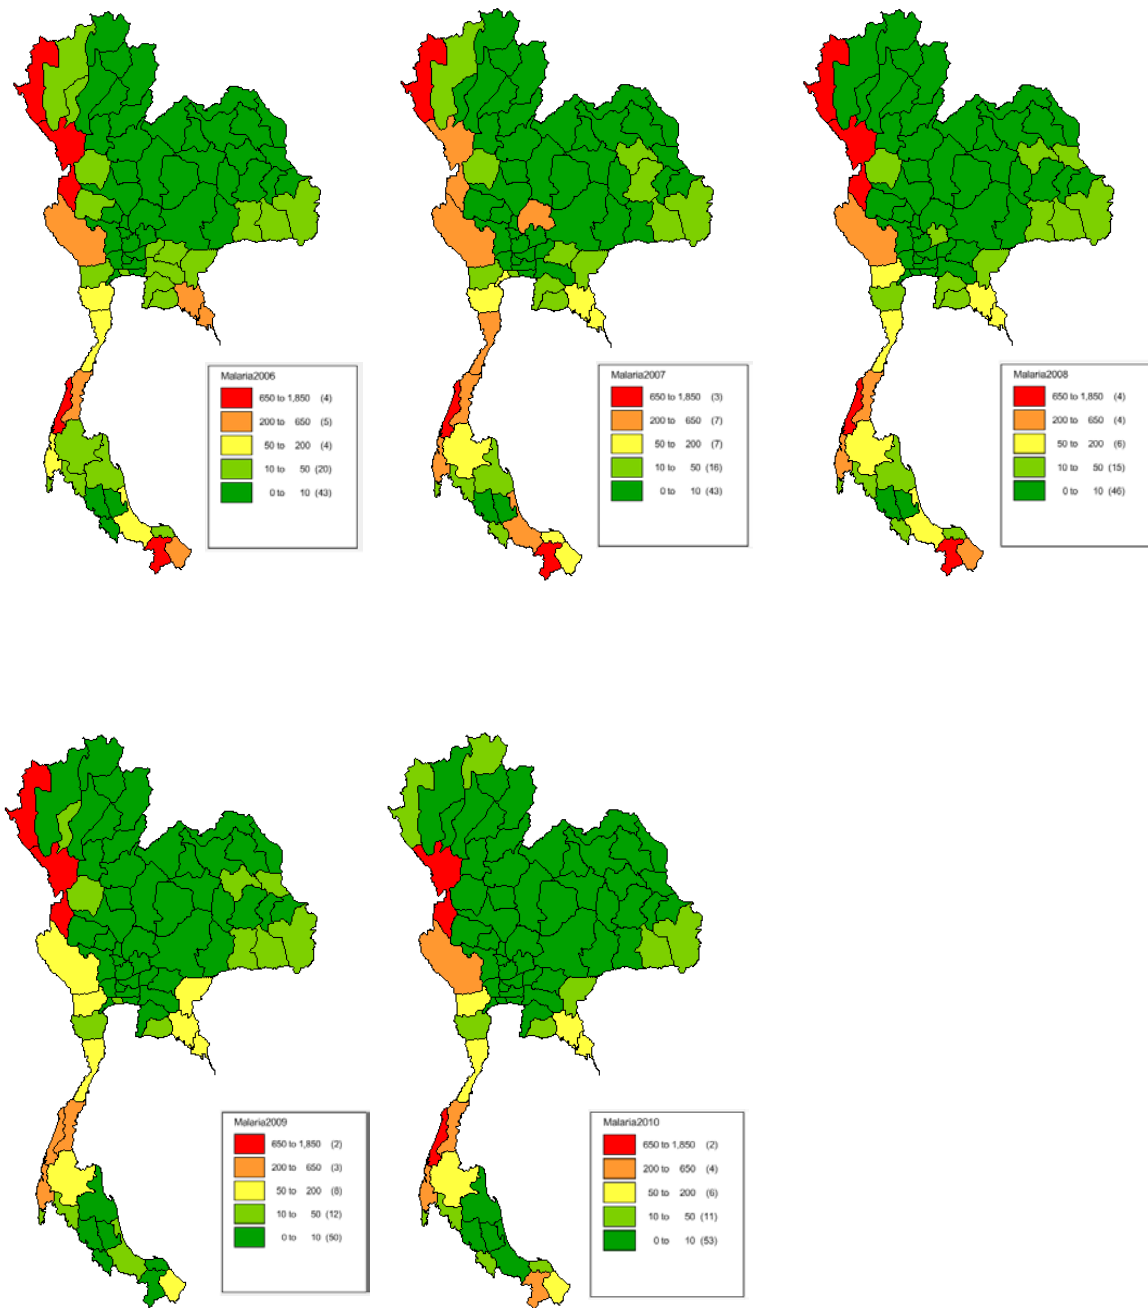 Malaria2006
650 to 1,850 (4)
200 to 650 (5)
50 to 200 (4)
10 to 50 (20)
0 to 10 (43)
Malaria2007
650 to 1,850 (3)
200 to 650 (7)
50 to 200 (7)
10 to 50 (16)
0 to 10 (43)
Malaria2008
650 to 1,850 (4)
200 to 650 (4)
50 to 200 (6)
10 to 50 (15)
0 to 10 (46)
Malaria2009
650 to 1,850 (2)
200 to 650 (3)
50 to 200 (8)
10 to 50 (12)
0 to 10 (50)
Malaria2010
650 to 1,850 (2)
200 to 650 (4)
50 to 200 (6)
10 to 50 (11)
0 to 10 (53)